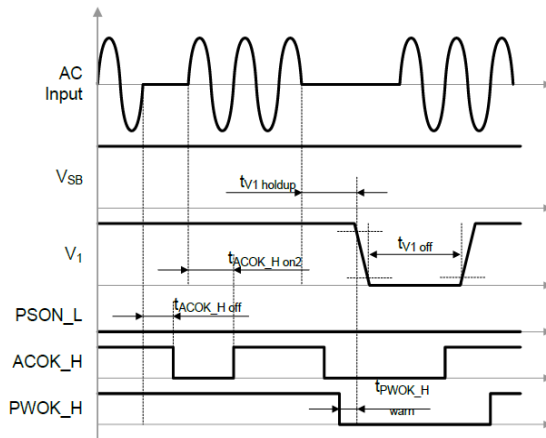 AC
Input
VSB
tV1 holdup
V1
tV1 off
tACOK_H on2
tACOK_H off
PSON_L
ACOK_H
tPWOK_H
warn
PWOK_H